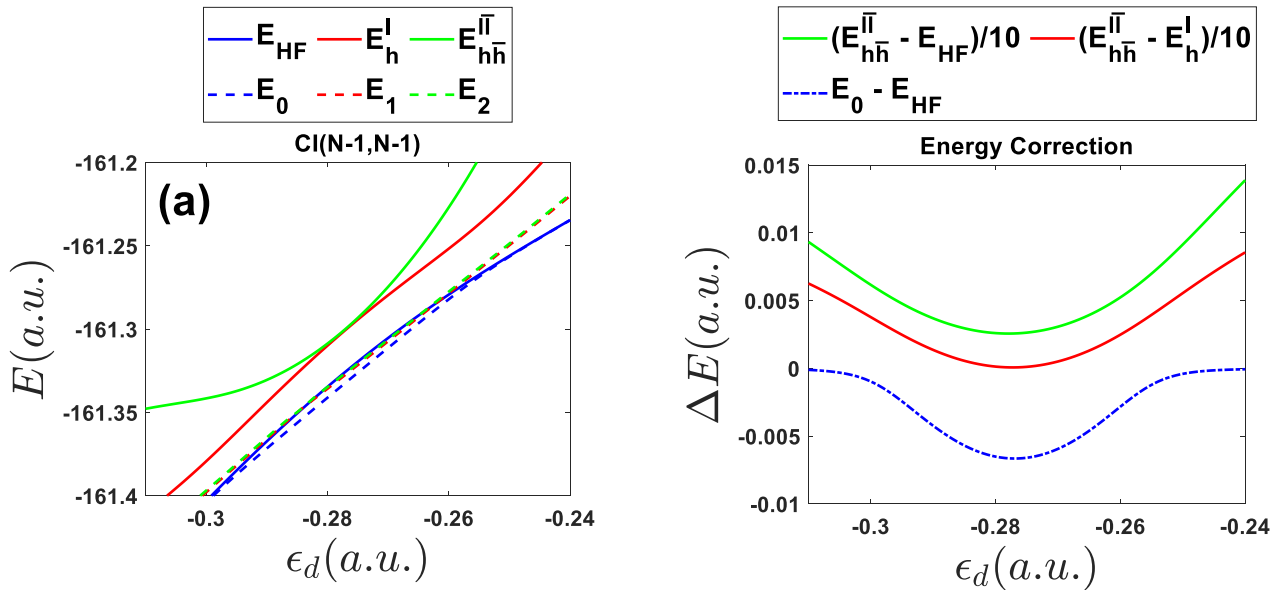 E_HF E_h^l E_hh̄^ll̄
E_0 E_1 E_2
CI(N-1,N-1)
(a)
-161.2
-161.25
-161.3
-161.35
-161.4
E(a.u.)
-0.3 -0.28 -0.26 -0.24
ϵ_d(a.u.)
(E_hh̄^ll̄ - E_HF)/10 (E_hh̄^ll̄ - E_h^l)/10
E_0 - E_HF
Energy Correction
0.015
0.01
0.005
0
-0.005
-0.01
ΔE(a.u.)
-0.3 -0.28 -0.26 -0.24
ϵ_d(a.u.)